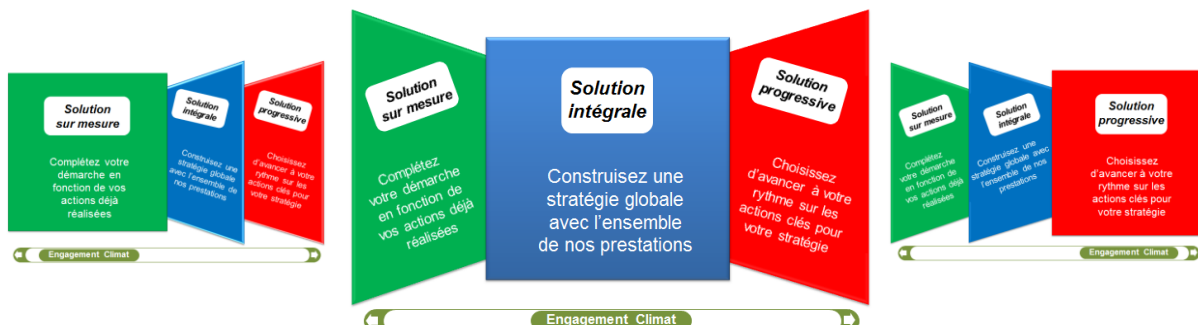 Solution
sur mesure
Complétez votre
démarche en
fonction de vos
actions déjà
réalisées
Solution
intégrale
Construisez une
stratégie globale
avec l'ensemble de
nos prestations
Solution
progressive
Choisissez
d'avancer à votre
rythme sur les
actions clés pour
votre stratégie
Engagement Climat
Solution
sur mesure
Complétez
votre démarche
en fonction de
vos actions déjà
réalisées
Solution
intégrale
Construisez une
stratégie globale
avec l'ensemble
de nos prestations
Solution
progressive
Choisissez
d'avancer à votre
rythme sur les
actions clés pour
votre stratégie
Engagement Climat
Solution
sur mesure
Complétez
votre démarche
en fonction de
vos actions déjà
réalisées
Solution
intégrale
Construisez une
stratégie globale avec
l'ensemble de nos
prestations
Solution
progressive
Choisissez
d'avancer à votre
rythme sur les
actions clés pour
votre stratégie
Engagement Climat